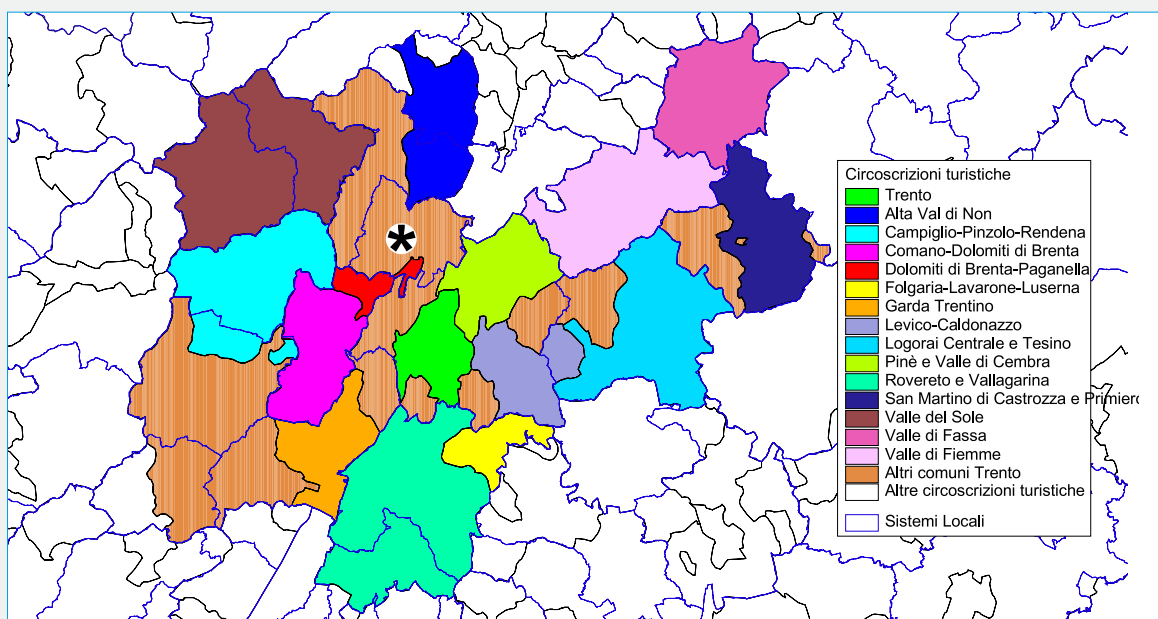 Circoscrizioni turistiche
Trento
Alta Val di Non
Campiglio-Pinzolo-Rendena
Comano-Dolomiti di Brenta
Dolomiti di Brenta-Paganella
Folgaria-Lavarone-Luserna
Garda Trentino
Levico-Caldonazzo
Logorai Centrale e Tesino
Pinè e Valle di Cembra
Rovereto e Vallagarina
San Martino di Castrozza e Primiero
Valle del Sole
Valle di Fassa
Valle di Fiemme
Altri comuni Trento
Altre circoscrizioni turistiche
Sistemi Locali
*